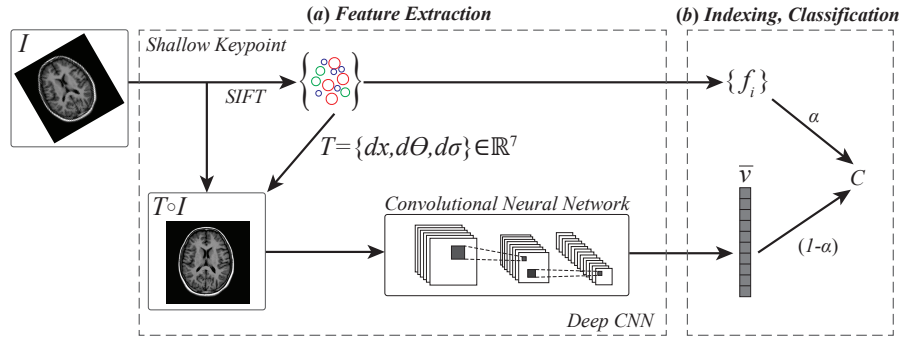 (a) Feature Extraction
(b) Indexing, Classification
I
Shallow Keypoint
SIFT
{f_i}
α
T={dx,dΘ,dσ}∈ℝ⁷
T∘I
Convolutional Neural Network
v̅
C
(1-α)
Deep CNN